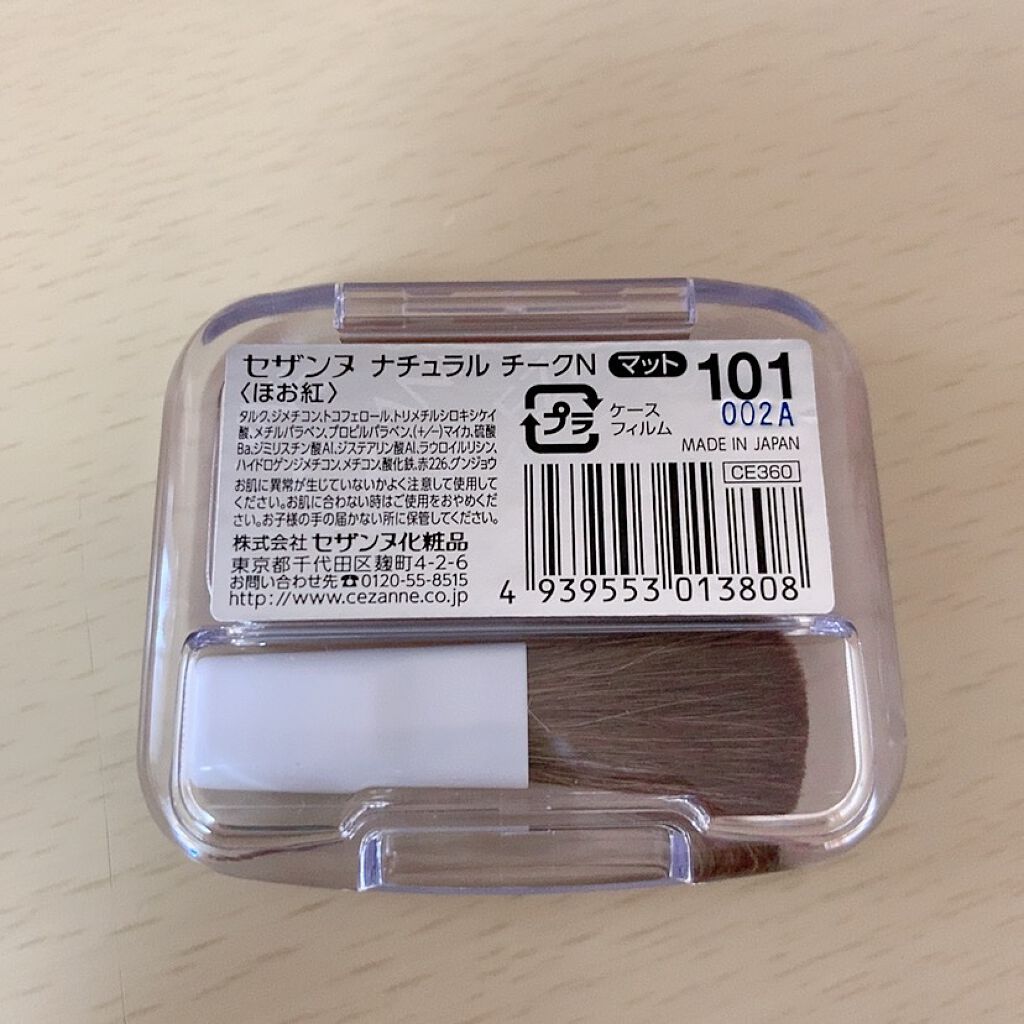 セザンヌ ナチュラル チークN マット 101
〈ほお紅〉
002A
タルク、ジメチコン、トコフェロール、トリメチルシロキシケイ
酸、メチルパラベン、プロピルパラベン、(+/−)マイカ、硫酸
Ba、ジミリスチン酸Al、ジステアリン酸Al、ラウロイルリシン、
ハイドロゲンジメチコン、メチコン、酸化鉄、赤226、グンジョウ
お肌に異常が生じていないかよく注意して使用して
ください。お肌に合わない時はご使用をおやめくだ
さい。お子様の手の届かない所に保管してください。
株式会社 セザンヌ化粧品
東京都千代田区麹町4-2-6
お問い合わせ先☎0120-55-8515
http://www.cezanne.co.jp
プラ
ケース
フィルム
MADE IN JAPAN
CE360
4 939553 013808